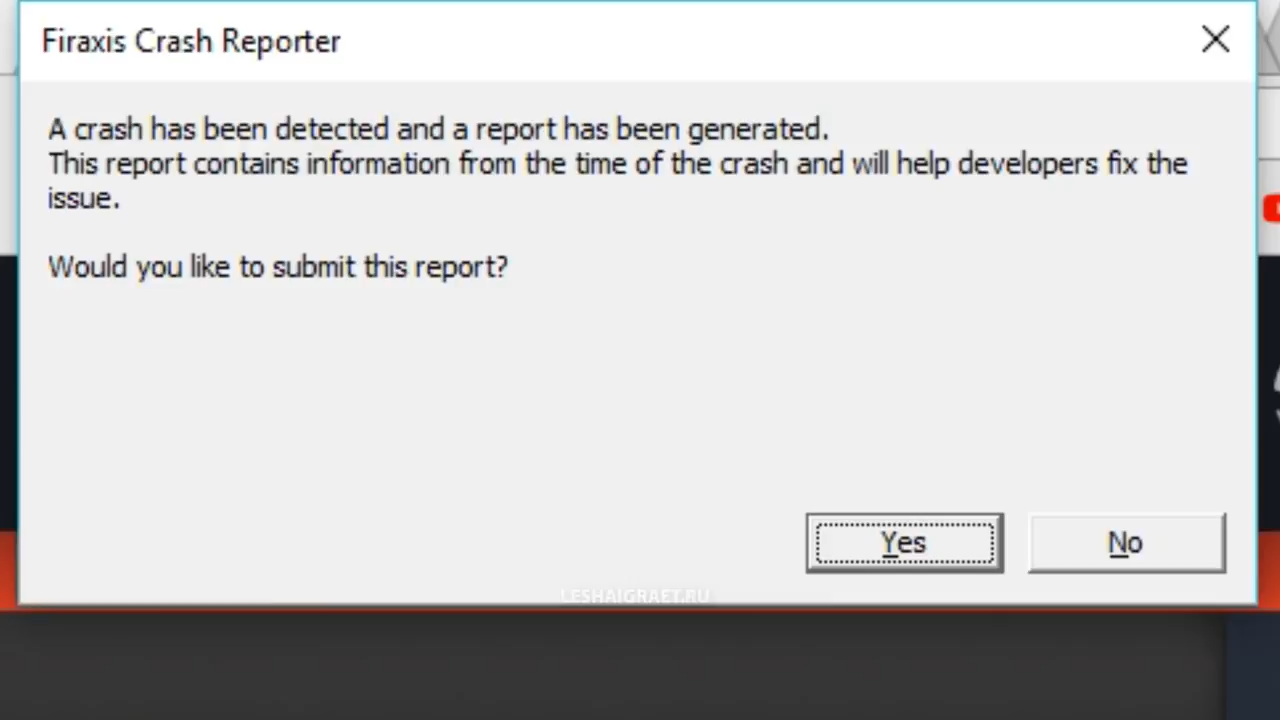 Firaxis Crash Reporter
A crash has been detected and a report has been generated.
This report contains information from the time of the crash and will help developers fix the
issue.
Would you like to submit this report?
Yes
No
LESHAIGRAET.RU